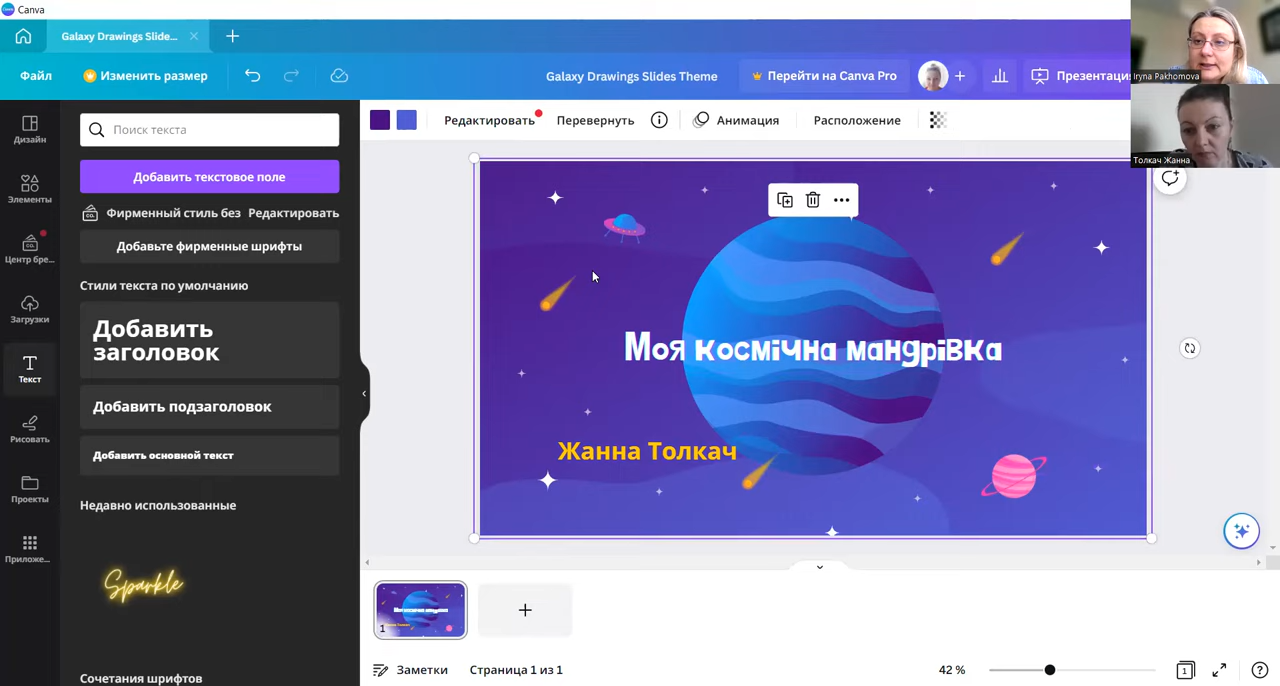 Canva
Galaxy Drawings Slide...
Файл
Изменить размер
Galaxy Drawings Slides Theme
Перейти на Canva Pro
Презентаци
Iryna Pakhomova
Толкач Жанна
Дизайн
Элементы
Центр бре...
Загрузки
Текст
Рисовать
Проекты
Приложе...
Поиск текста
Добавить текстовое поле
Фирменный стиль без Редактировать
Добавьте фирменные шрифты
Стили текста по умолчанию
Добавить
заголовок
Добавить подзаголовок
Добавить основной текст
Недавно использованные
Sparkle
Сочетания шрифтов
Редактировать
Перевернуть
Анимация
Расположение
Моя космічна мандрівка
Жанна Толкач
1
Заметки
Страница 1 из 1
42 %
1